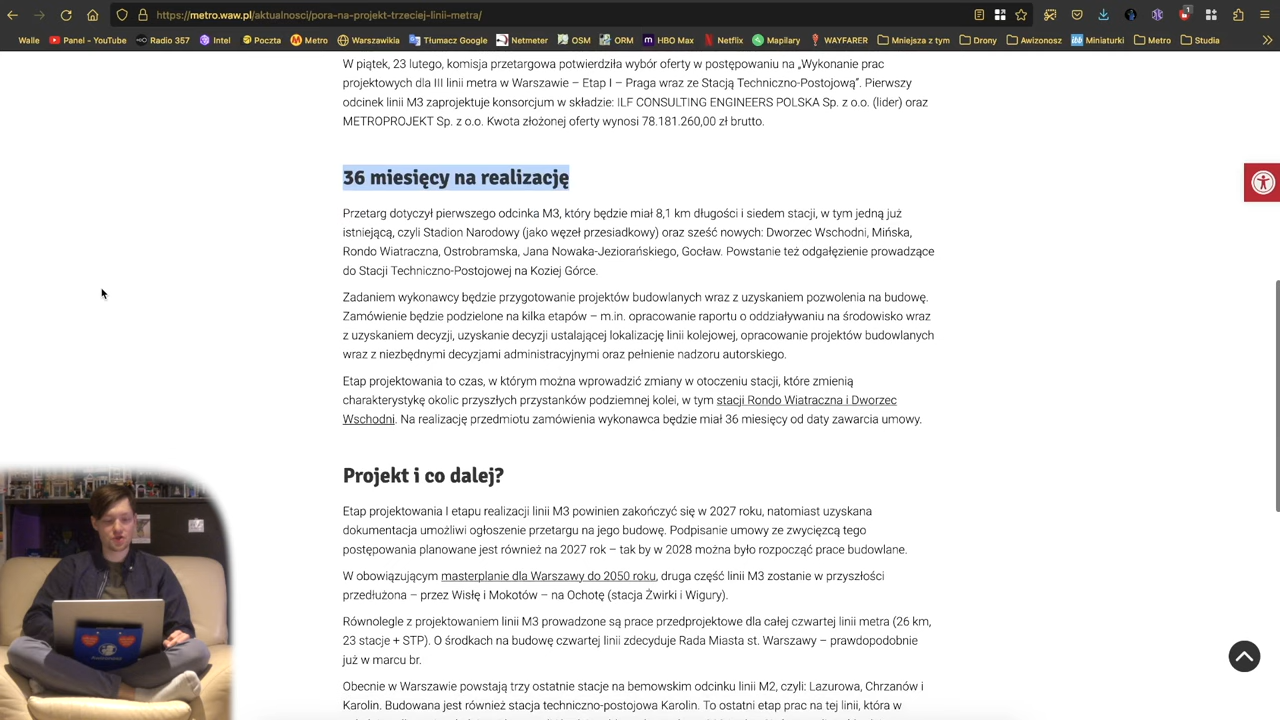 https://metro.waw.pl/aktualnosci/pora-na-projekt-trzeciej-linii-metra/
Walle Panel - YouTube Radio 357 Intel Poczta Metro Warszawikia Tłumacz Google Netmeter OSM ORM HBO Max Netflix Mapilary WAYFARER Mniejsza z tym Drony Awizonosz Miniaturki Metro Studia
W piątek, 23 lutego, komisja przetargowa potwierdziła wybór oferty w postępowaniu na „Wykonanie prac
projektowych dla III linii metra w Warszawie – Etap I – Praga wraz ze Stacją Techniczno-Postojową”. Pierwszy
odcinek linii M3 zaprojektuje konsorcjum w składzie: ILF CONSULTING ENGINEERS POLSKA Sp. z o.o. (lider) oraz
METROPROJEKT Sp. z o.o. Kwota złożonej oferty wynosi 78.181.260,00 zł brutto.
36 miesięcy na realizację
Przetarg dotyczył pierwszego odcinka M3, który będzie miał 8,1 km długości i siedem stacji, w tym jedną już
istniejącą, czyli Stadion Narodowy (jako węzeł przesiadkowy) oraz sześć nowych: Dworzec Wschodni, Mińska,
Rondo Wiatraczna, Ostrobramska, Jana Nowaka-Jeziorańskiego, Gocław. Powstanie też odgałęzienie prowadzące
do Stacji Techniczno-Postojowej na Koziej Górce.
Zadaniem wykonawcy będzie przygotowanie projektów budowlanych wraz z uzyskaniem pozwolenia na budowę.
Zamówienie będzie podzielone na kilka etapów – m.in. opracowanie raportu o oddziaływaniu na środowisko wraz
z uzyskaniem decyzji, uzyskanie decyzji ustalającej lokalizację linii kolejowej, opracowanie projektów budowlanych
wraz z niezbędnymi decyzjami administracyjnymi oraz pełnienie nadzoru autorskiego.
Etap projektowania to czas, w którym można wprowadzić zmiany w otoczeniu stacji, które zmienią
charakterystykę okolic przyszłych przystanków podziemnej kolei, w tym stacji Rondo Wiatraczna i Dworzec
Wschodni. Na realizację przedmiotu zamówienia wykonawca będzie miał 36 miesięcy od daty zawarcia umowy.
Projekt i co dalej?
Etap projektowania I etapu realizacji linii M3 powinien zakończyć się w 2027 roku, natomiast uzyskana
dokumentacja umożliwi ogłoszenie przetargu na jego budowę. Podpisanie umowy ze zwycięzcą tego
postępowania planowane jest również na 2027 rok – tak by w 2028 można było rozpocząć prace budowlane.
W obowiązującym masterplanie dla Warszawy do 2050 roku, druga część linii M3 zostanie w przyszłości
przedłużona – przez Wisłę i Mokotów – na Ochotę (stacja Żwirki i Wigury).
Równolegle z projektowaniem linii M3 prowadzone są prace przedprojektowe dla całej czwartej linii metra (26 km,
23 stacje + STP). O środkach na budowę czwartej linii zdecyduje Rada Miasta st. Warszawy – prawdopodobnie
już w marcu br.
Obecnie w Warszawie powstają trzy ostatnie stacje na bemowskim odcinku linii M2, czyli: Lazurowa, Chrzanów i
Karolin. Budowana jest również stacja techniczno-postojowa Karolin. To ostatni etap prac na tej linii, która w